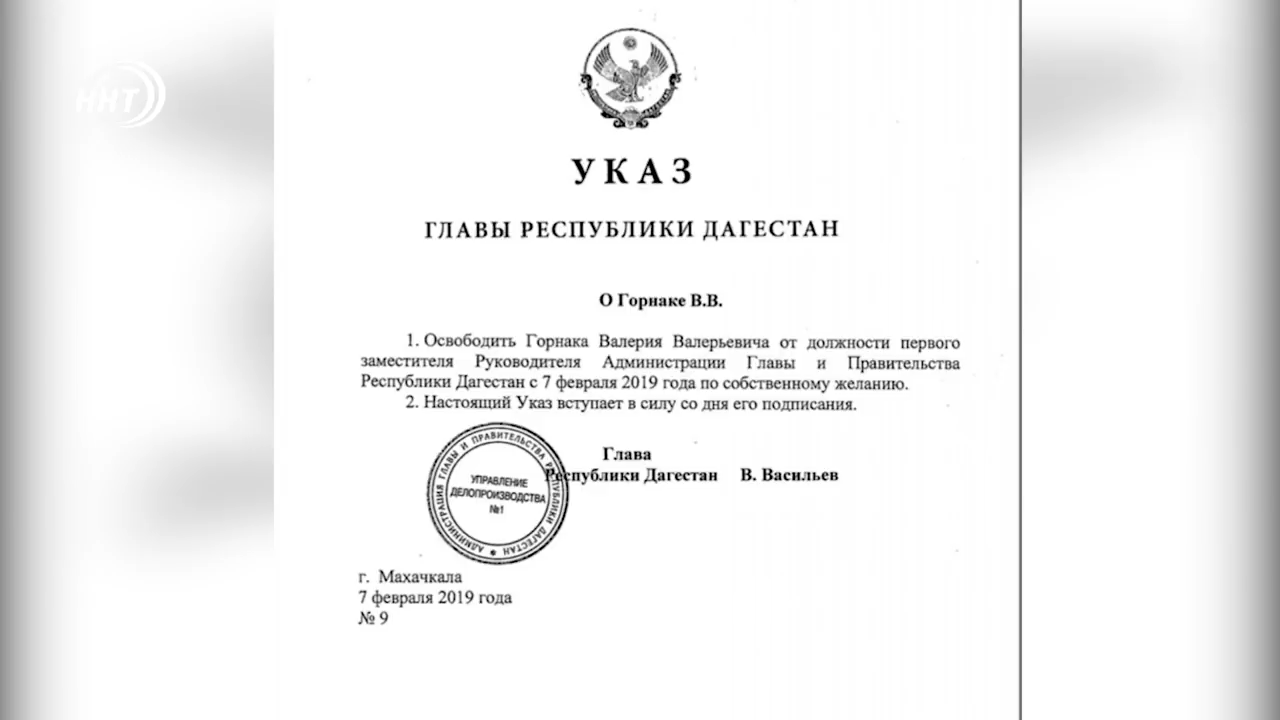 ННТ
УКАЗ
ГЛАВЫ РЕСПУБЛИКИ ДАГЕСТАН
О Горнаке В.В.
1. Освободить Горнака Валерия Валерьевича от должности первого
заместителя Руководителя Администрации Главы и Правительства
Республики Дагестан с 7 февраля 2019 года по собственному желанию.
2. Настоящий Указ вступает в силу со дня его подписания.
Глава
Республики Дагестан В. Васильев
АДМИНИСТРАЦИЯ ГЛАВЫ И ПРАВИТЕЛЬСТВА РЕСПУБЛИКИ ДАГЕСТАН
УПРАВЛЕНИЕ
ДЕЛОПРОИЗВОДСТВА
№1
г. Махачкала
7 февраля 2019 года
№ 9